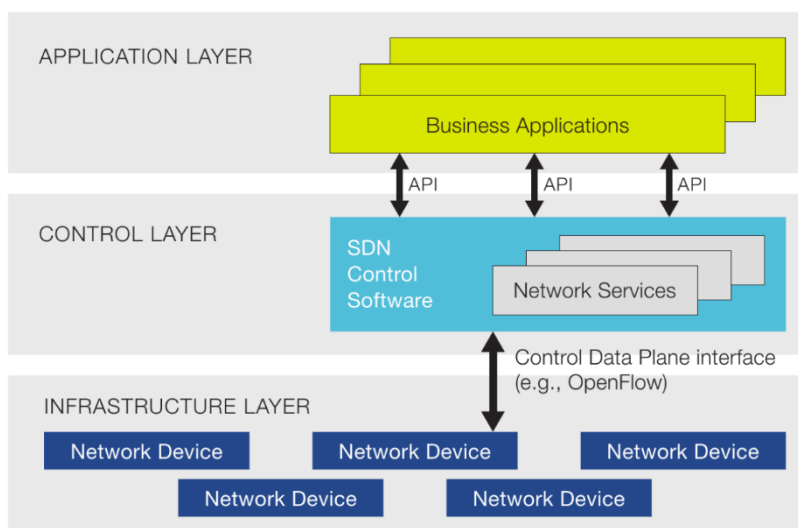 APPLICATION LAYER
Business Applications
API
API
API
CONTROL LAYER
SDN
Control
Software
Network Services
Control Data Plane interface
(e.g., OpenFlow)
INFRASTRUCTURE LAYER
Network Device
Network Device
Network Device
Network Device
Network Device